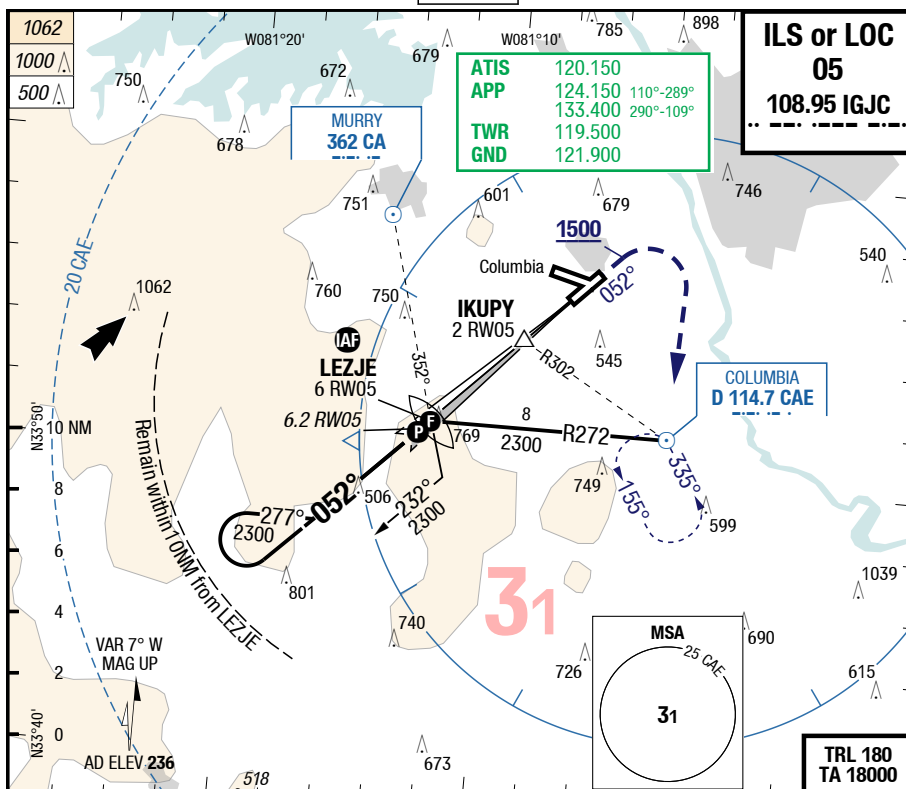 1062
1000
500
W081°20'
W081°10'
785
898
ILS or LOC
05
108.95 IGJC
750
672
679
678
ATIS 120.150
APP 124.150 110°-289°
133.400 290°-109°
TWR 119.500
GND 121.900
MURRY
362 CA
751
601
679
746
20 CAE
1500
540
Columbia
052°
1062
760
750
IKUPY
2 RW05
IAF
LEZJE
6 RW05
352°
545
R302
COLUMBIA
D 114.7 CAE
6.2 RW05
N33°50'
10 NM
P
F
769
8
2300
R272
Remain within 10NM from LEZJE
8
506
052°
277°
2300
232°
2300
749
155°
335°
599
6
801
31
1039
4
740
MSA
25 CAE
31
690
VAR 7° W
MAG UP
2
726
615
N33°40'
0
AD ELEV 236
673
518
TRL 180
TA 18000